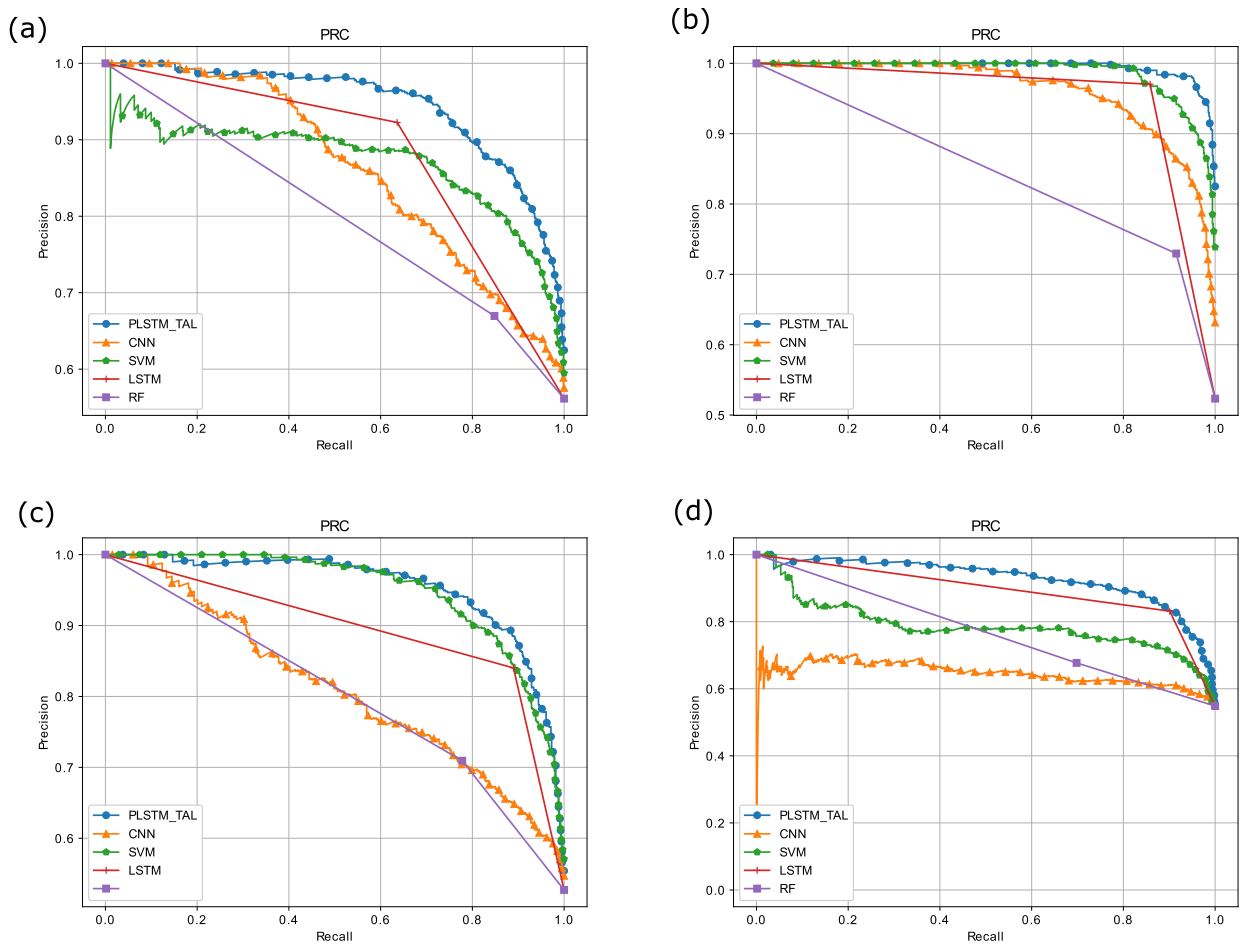 (a)
PRC
1.0
0.9
0.8
0.7
0.6
Precision
PLSTM_TAL
CNN
SVM
LSTM
RF
0.0 0.2 0.4 0.6 0.8 1.0
Recall
(b)
PRC
1.0
0.9
0.8
0.7
0.6
0.5
Precision
PLSTM_TAL
CNN
SVM
LSTM
RF
0.0 0.2 0.4 0.6 0.8 1.0
Recall
(c)
PRC
1.0
0.9
0.8
0.7
0.6
Precision
PLSTM_TAL
CNN
SVM
LSTM
0.0 0.2 0.4 0.6 0.8 1.0
Recall
(d)
PRC
1.0
0.8
0.6
0.4
0.2
0.0
Precision
PLSTM_TAL
CNN
SVM
LSTM
RF
0.0 0.2 0.4 0.6 0.8 1.0
Recall